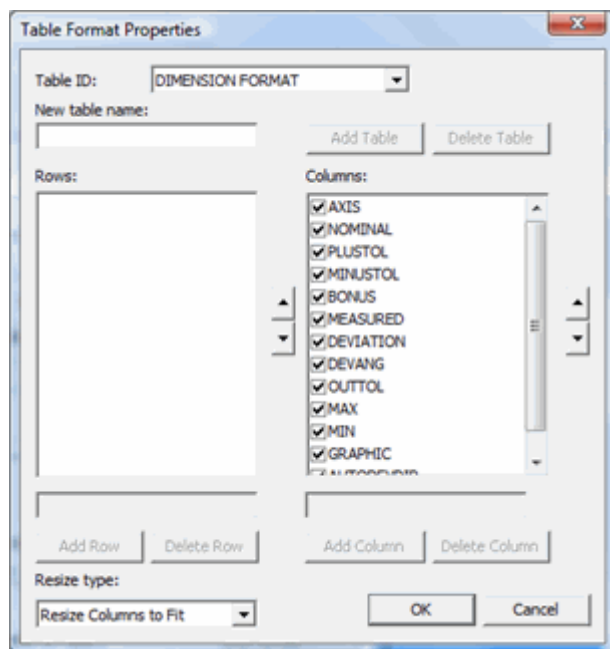 Table Format Properties
Table ID:
DIMENSION FORMAT
New table name:
Add Table
Delete Table
Rows:
Columns:
AXIS
NOMINAL
PLUSTOL
MINUSTOL
BONUS
MEASURED
DEVIATION
DEVANG
OUTTOL
MAX
MIN
GRAPHIC
Add Row
Delete Row
Add Column
Delete Column
Resize type:
Resize Columns to Fit
OK
Cancel